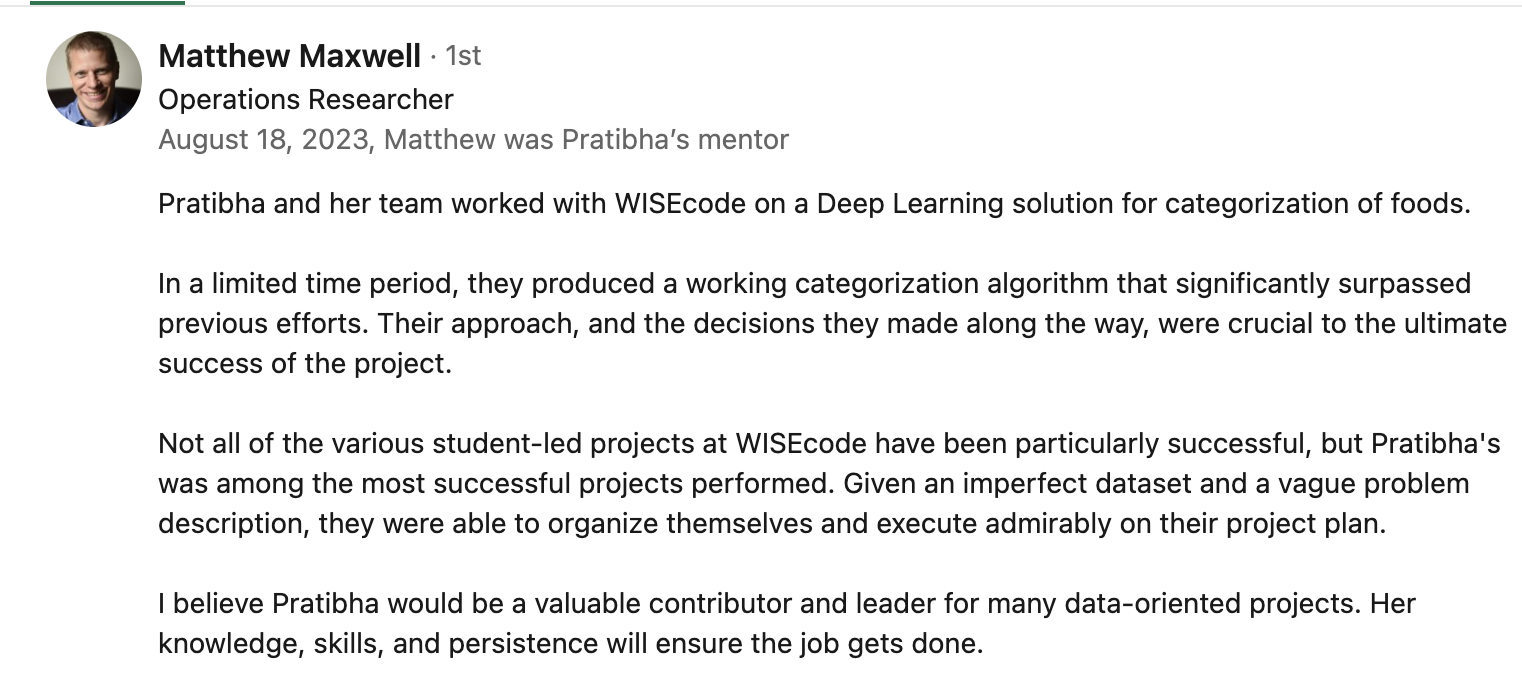 Matthew Maxwell · 1st
Operations Researcher
August 18, 2023, Matthew was Pratibha’s mentor
Pratibha and her team worked with WISEcode on a Deep Learning solution for categorization of foods.
In a limited time period, they produced a working categorization algorithm that significantly surpassed
previous efforts. Their approach, and the decisions they made along the way, were crucial to the ultimate
success of the project.
Not all of the various student-led projects at WISEcode have been particularly successful, but Pratibha's
was among the most successful projects performed. Given an imperfect dataset and a vague problem
description, they were able to organize themselves and execute admirably on their project plan.
I believe Pratibha would be a valuable contributor and leader for many data-oriented projects. Her
knowledge, skills, and persistence will ensure the job gets done.